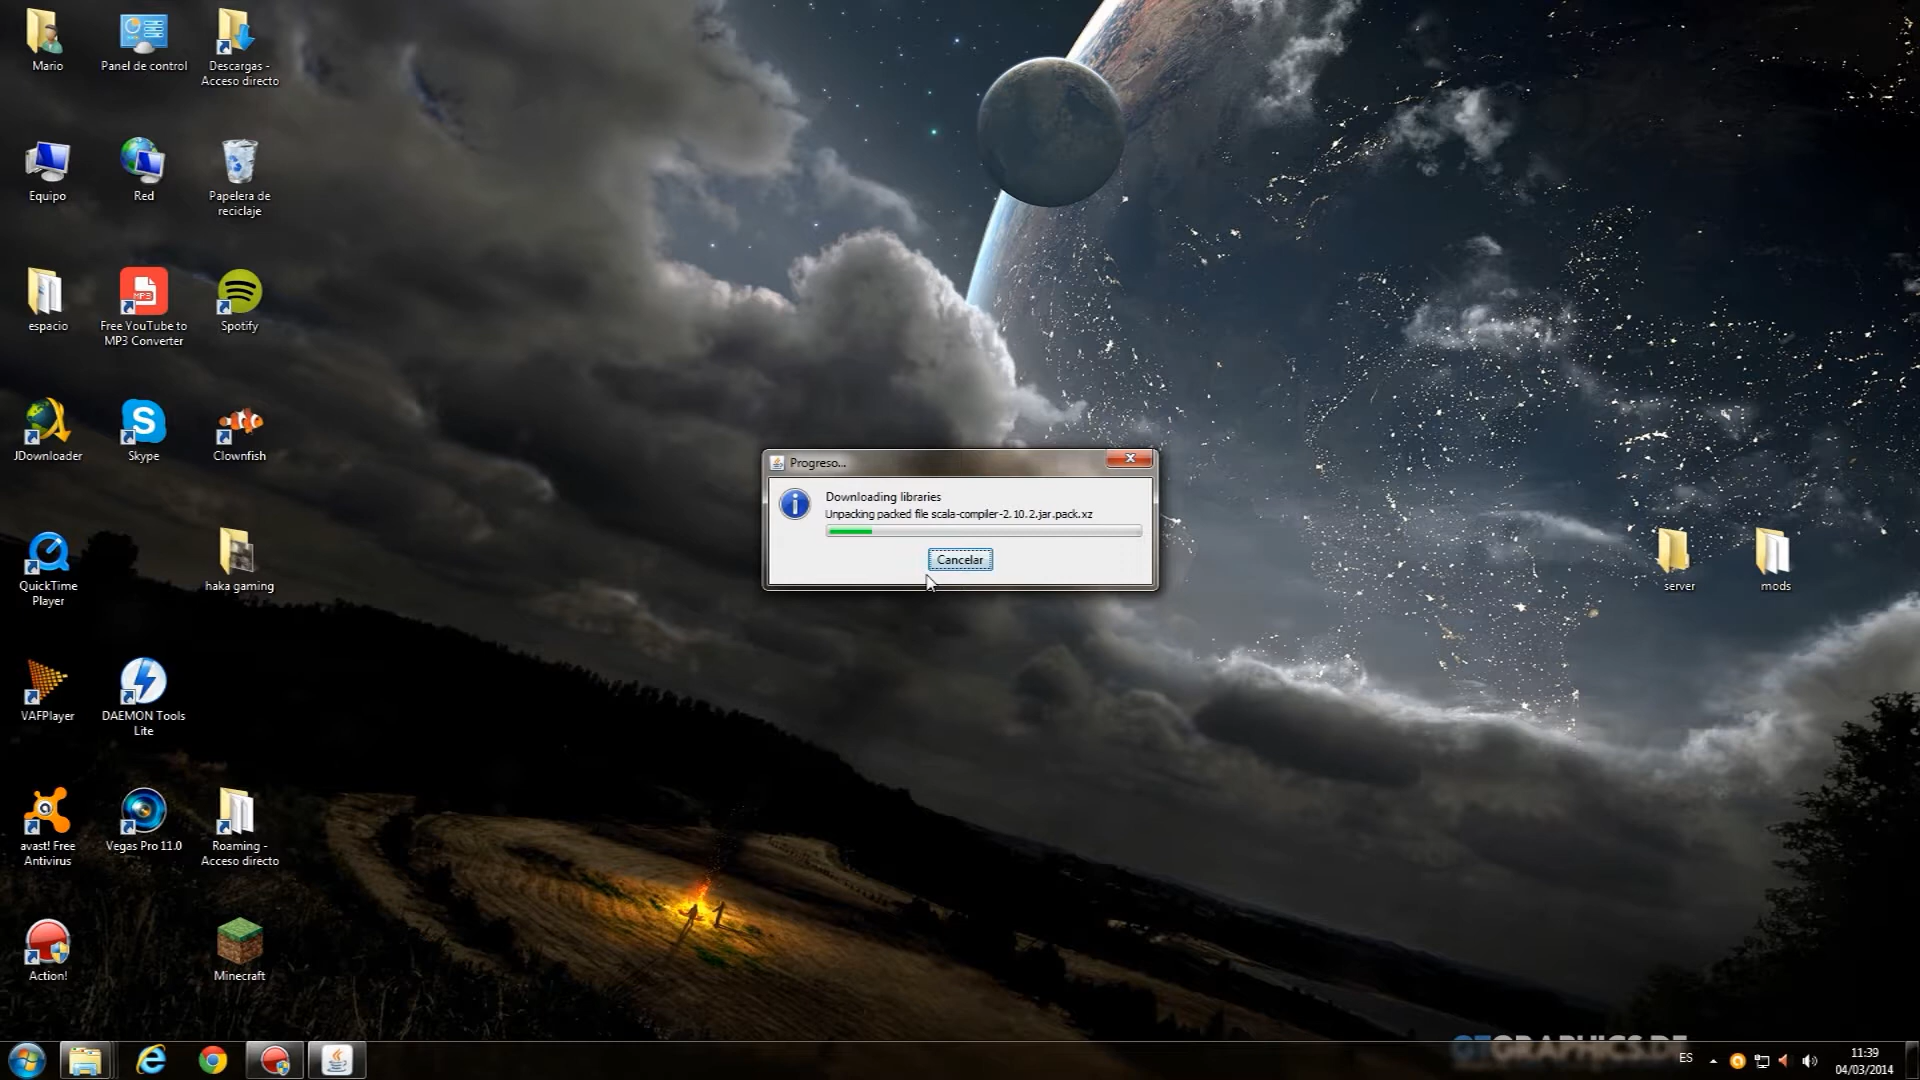 Mario
Panel de control
Descargas -
Acceso directo
Equipo
Red
Papelera de
reciclaje
espacio
Free YouTube to
MP3 Converter
MP3
Spotify
JDownloader
Skype
Clownfish
QuickTime
Player
haka gaming
VAFPlayer
DAEMON Tools
Lite
avast! Free
Antivirus
Vegas Pro 11.0
Roaming -
Acceso directo
Action!
Minecraft
Progreso...
Downloading libraries
Unpacking packed file scala-compiler-2.10.2.jar.pack.xz
Cancelar
server
mods
GTGRAPHICS.DE
ES
11:39
04/03/2014